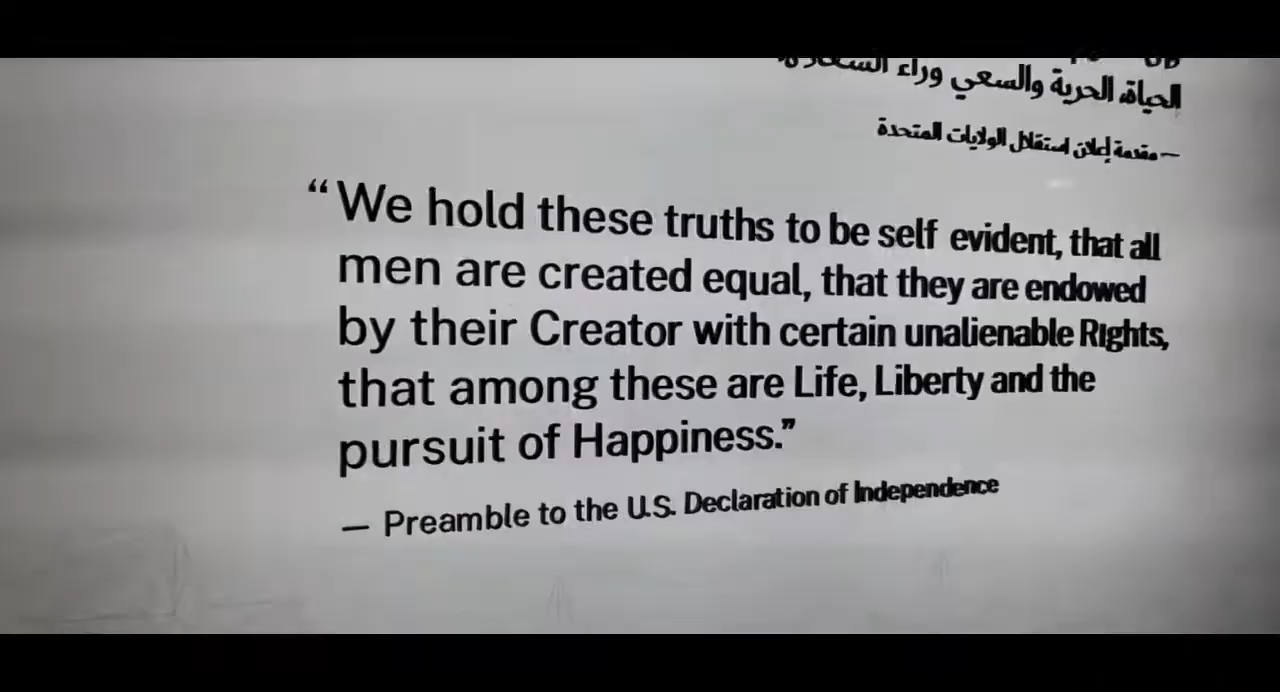 الحياة، الحرية والسعي وراء السعادة.
— مقدمة إعلان استقلال الولايات المتحدة
“We hold these truths to be self evident, that all
men are created equal, that they are endowed
by their Creator with certain unalienable Rights,
that among these are Life, Liberty and the
pursuit of Happiness.”
— Preamble to the U.S. Declaration of Independence